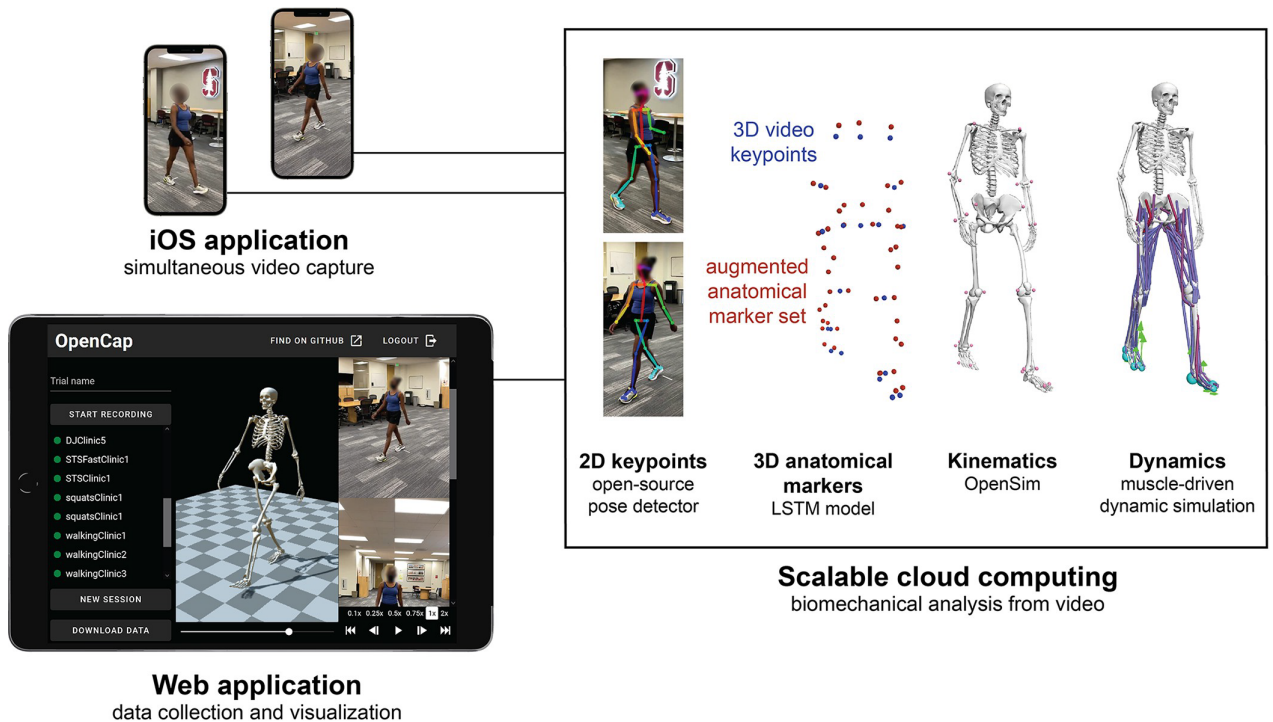 iOS application
simultaneous video capture
OpenCap
FIND ON GITHUB
LOGOUT
Trial name
START RECORDING
DJClinic5
STSFastClinic1
STSClinic1
squatsClinic1
squatsClinic1
walkingClinic1
walkingClinic2
walkingClinic3
NEW SESSION
DOWNLOAD DATA
0.1x 0.25x 0.5x 0.75x 1x 2x
Web application
data collection and visualization
S
S
3D video
keypoints
augmented
anatomical
marker set
2D keypoints
open-source
pose detector
3D anatomical
markers
LSTM model
Kinematics
OpenSim
Dynamics
muscle-driven
dynamic simulation
Scalable cloud computing
biomechanical analysis from video